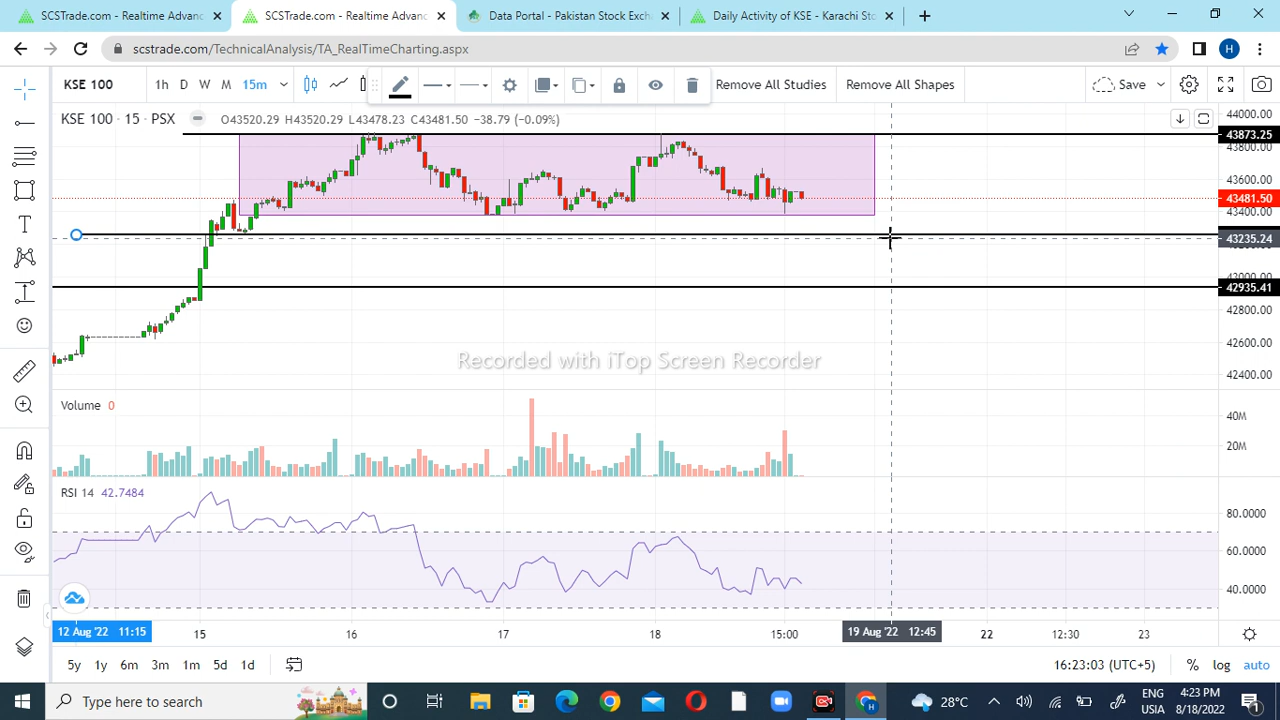 SCSTrade.com - Realtime Advanc
SCSTrade.com - Realtime Advanc
Data Portal - Pakistan Stock Exch
Daily Activity of KSE - Karachi Sto
scstrade.com/TechnicalAnalysis/TA_RealTimeCharting.aspx
H
KSE 100
1h D W M 15m
Remove All Studies
Remove All Shapes
Save
KSE 100 · 15 · PSX
O43520.29 H43520.29 L43478.23 C43481.50 −38.79 (−0.09%)
44000.00
43873.25
43800.00
43600.00
43481.50
43400.00
43235.24
43000.00
42935.41
42800.00
42600.00
42400.00
Recorded with iTop Screen Recorder
Volume 0
40M
20M
RSI 14 42.7484
80.0000
60.0000
40.0000
12 Aug '22 11:15
15
16
17
18
15:00
19 Aug '22 12:45
22
12:30
23
5y 1y 6m 3m 1m 5d 1d
16:23:03 (UTC+5)
% log auto
Type here to search
28°C
ENG
USIA
4:23 PM
8/18/2022
1